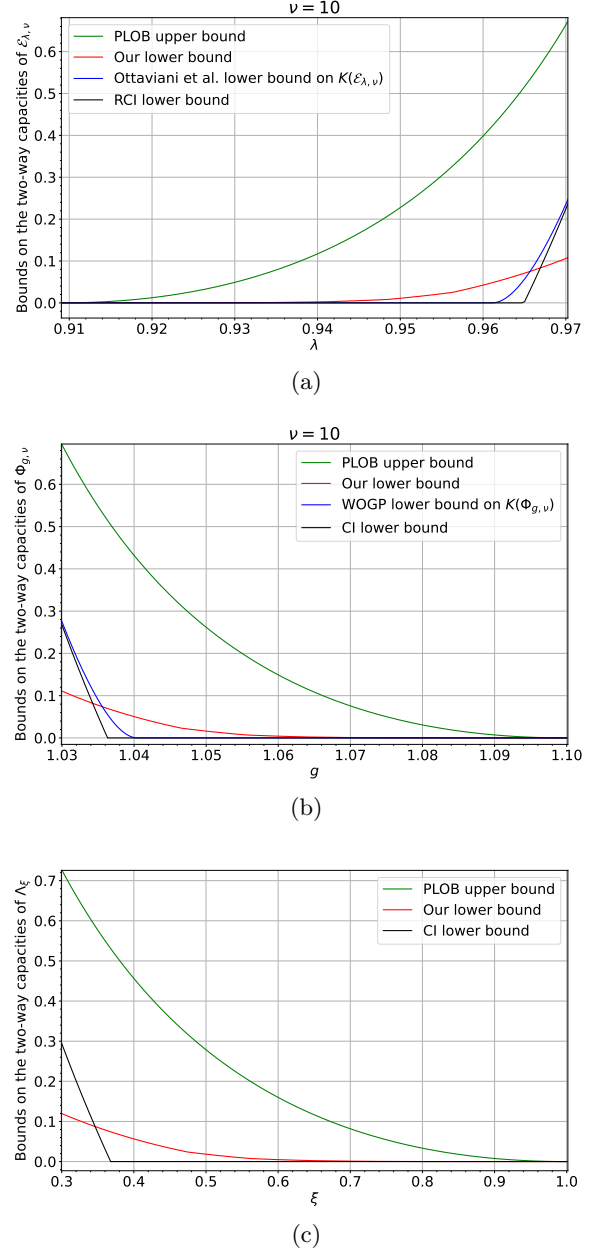 ν = 10
Bounds on the two-way capacities of ℰλ,ν
PLOB upper bound
Our lower bound
Ottaviani et al. lower bound on K(ℰλ,ν)
RCI lower bound
0.6
0.5
0.4
0.3
0.2
0.1
0.0
0.91 0.92 0.93 0.94 0.95 0.96 0.97
λ
(a)
ν = 10
Bounds on the two-way capacities of Φg,ν
PLOB upper bound
Our lower bound
WOGP lower bound on K(Φg,ν)
CI lower bound
0.6
0.5
0.4
0.3
0.2
0.1
0.0
1.03 1.04 1.05 1.06 1.07 1.08 1.09 1.10
g
(b)
Bounds on the two-way capacities of Λξ
PLOB upper bound
Our lower bound
CI lower bound
0.7
0.6
0.5
0.4
0.3
0.2
0.1
0.0
0.3 0.4 0.5 0.6 0.7 0.8 0.9 1.0
ξ
(c)